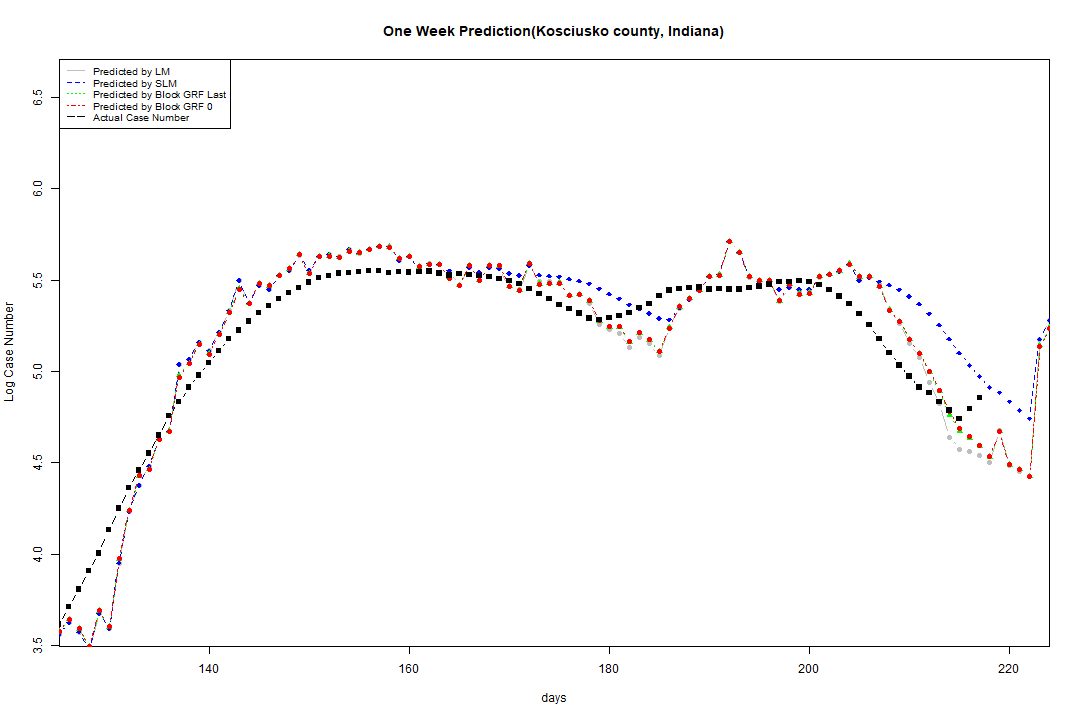 One Week Prediction(Kosciusko county, Indiana)
Predicted by LM
Predicted by SLM
Predicted by Block GRF Last
Predicted by Block GRF 0
Actual Case Number
Log Case Number
6.5
6.0
5.5
5.0
4.5
4.0
3.5
140 160 180 200 220
days